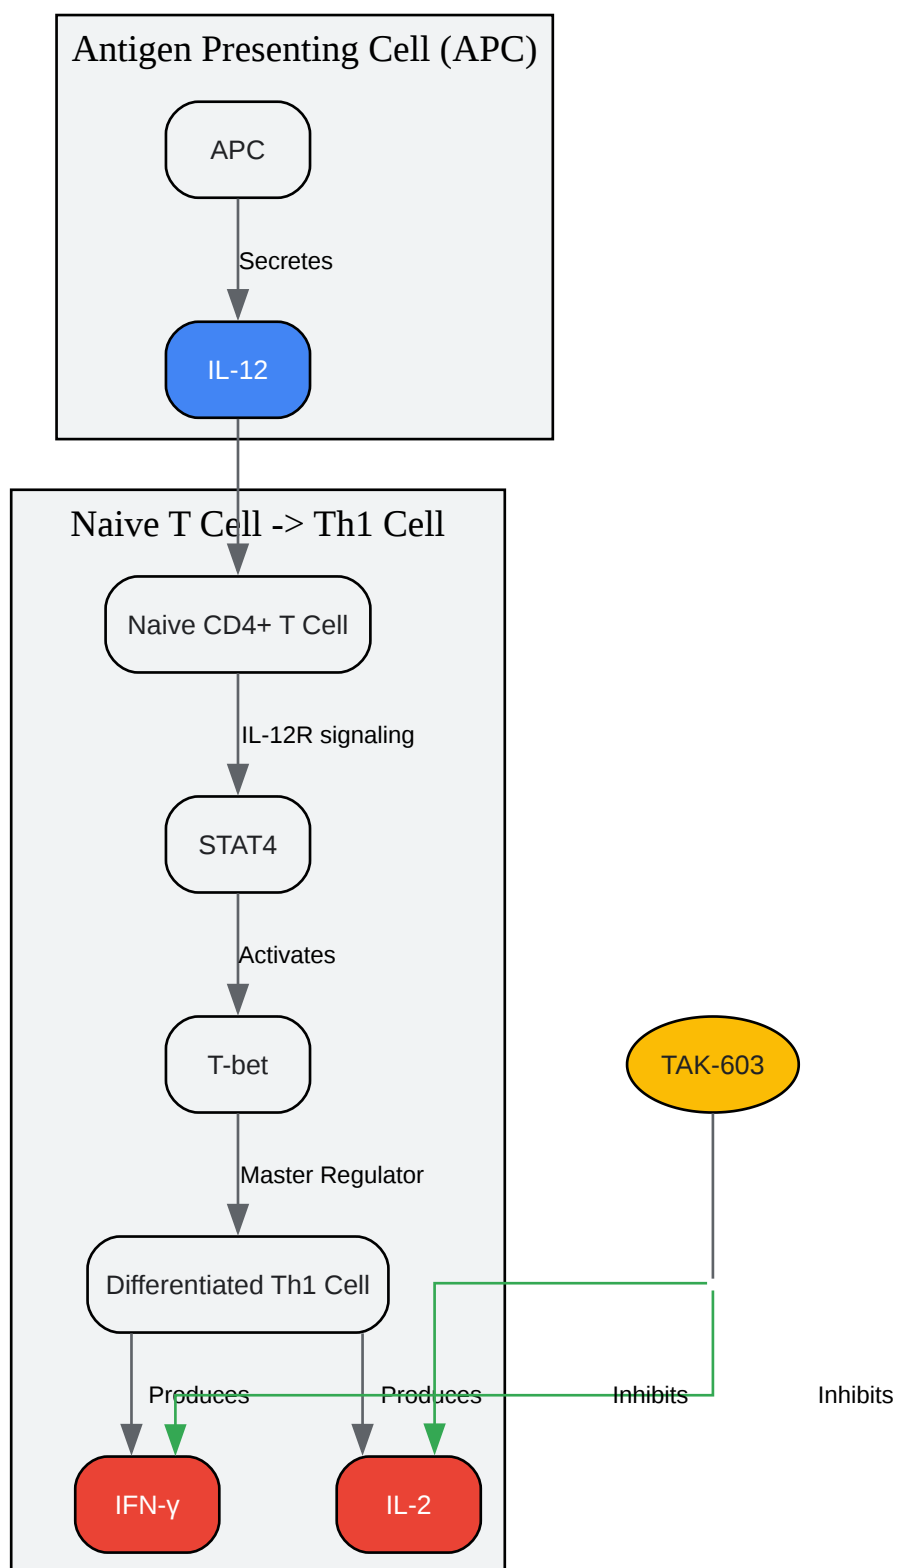 Antigen Presenting Cell (APC)
APC
Secretes
IL-12
Naive T Cell -> Th1 Cell
Naive CD4+ T Cell
IL-12R signaling
STAT4
Activates
T-bet
TAK-603
Master Regulator
Differentiated Th1 Cell
Produces
Produces
Inhibits
Inhibits
IFN-γ
IL-2